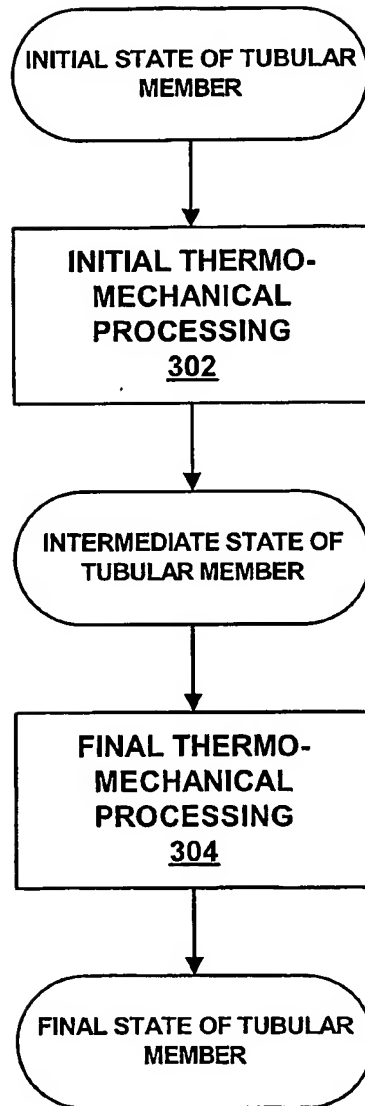 INITIAL STATE OF TUBULAR
MEMBER
INITIAL THERMO-
MECHANICAL
PROCESSING
302
INTERMEDIATE STATE OF
TUBULAR MEMBER
FINAL THERMO-
MECHANICAL
PROCESSING
304
FINAL STATE OF TUBULAR
MEMBER